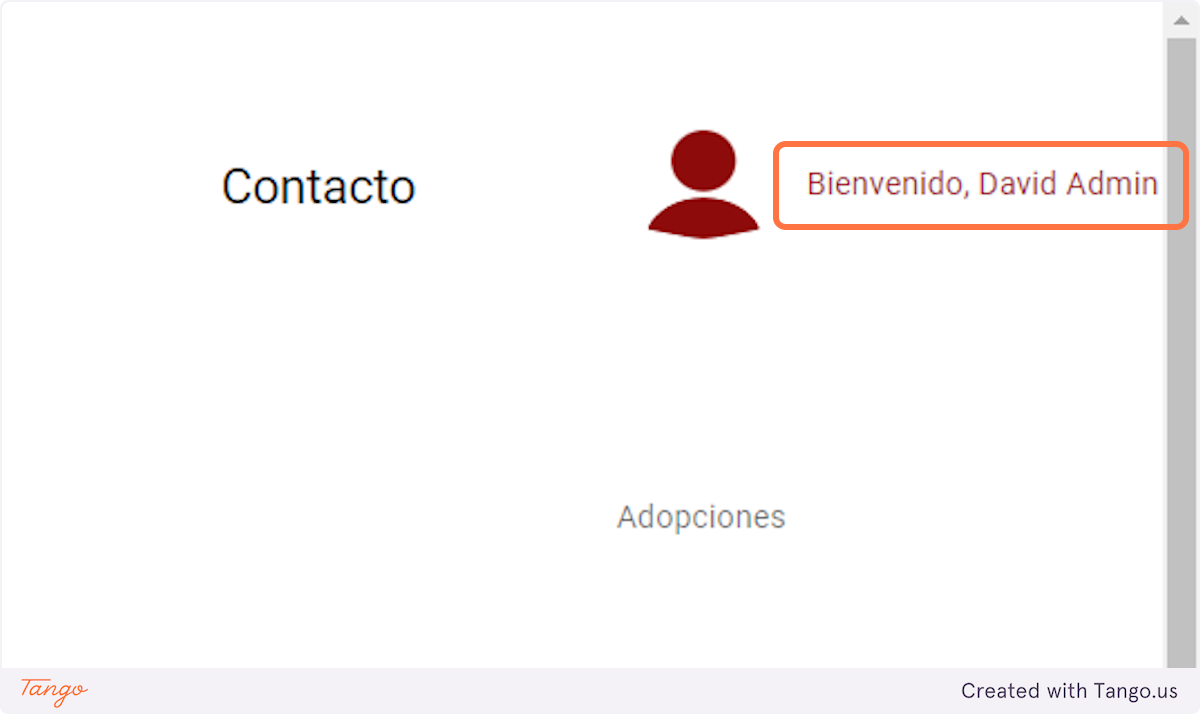 Contacto
Bienvenido, David Admin
Adopciones
Tango
Created with Tango.us